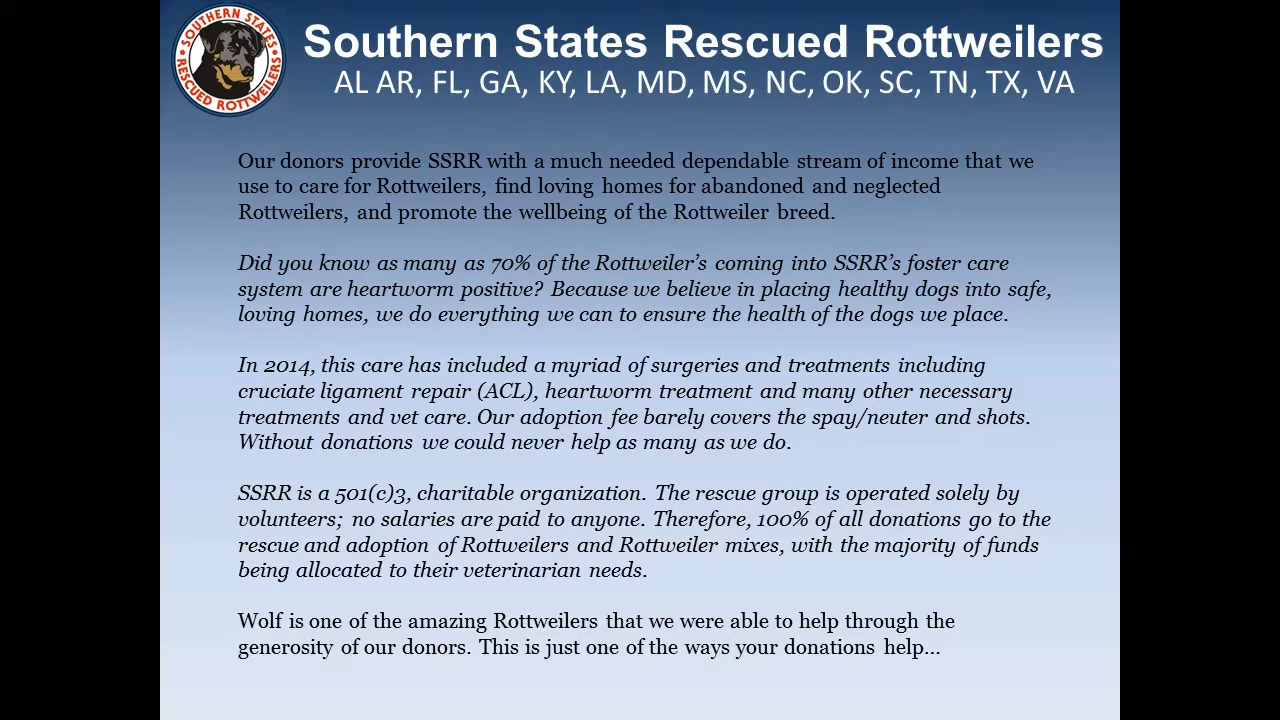 SOUTHERN STATES
RESCUED ROTTWEILERS
Southern States Rescued Rottweilers
AL AR, FL, GA, KY, LA, MD, MS, NC, OK, SC, TN, TX, VA
Our donors provide SSRR with a much needed dependable stream of income that we
use to care for Rottweilers, find loving homes for abandoned and neglected
Rottweilers, and promote the wellbeing of the Rottweiler breed.
Did you know as many as 70% of the Rottweiler’s coming into SSRR’s foster care
system are heartworm positive? Because we believe in placing healthy dogs into safe,
loving homes, we do everything we can to ensure the health of the dogs we place.
In 2014, this care has included a myriad of surgeries and treatments including
cruciate ligament repair (ACL), heartworm treatment and many other necessary
treatments and vet care. Our adoption fee barely covers the spay/neuter and shots.
Without donations we could never help as many as we do.
SSRR is a 501(c)3, charitable organization. The rescue group is operated solely by
volunteers; no salaries are paid to anyone. Therefore, 100% of all donations go to the
rescue and adoption of Rottweilers and Rottweiler mixes, with the majority of funds
being allocated to their veterinarian needs.
Wolf is one of the amazing Rottweilers that we were able to help through the
generosity of our donors. This is just one of the ways your donations help…